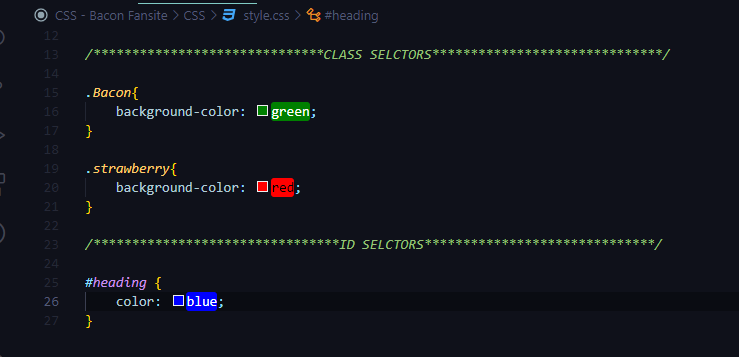 CSS - Bacon Fansite > CSS > style.css > #heading
12
13 /******************************CLASS SELCTORS******************************/
14
15 .Bacon{
16 background-color: green;
17 }
18
19 .strawberry{
20 background-color: red;
21 }
22
23 /********************************ID SELCTORS******************************/
24
25 #heading {
26 color: blue;
27 }